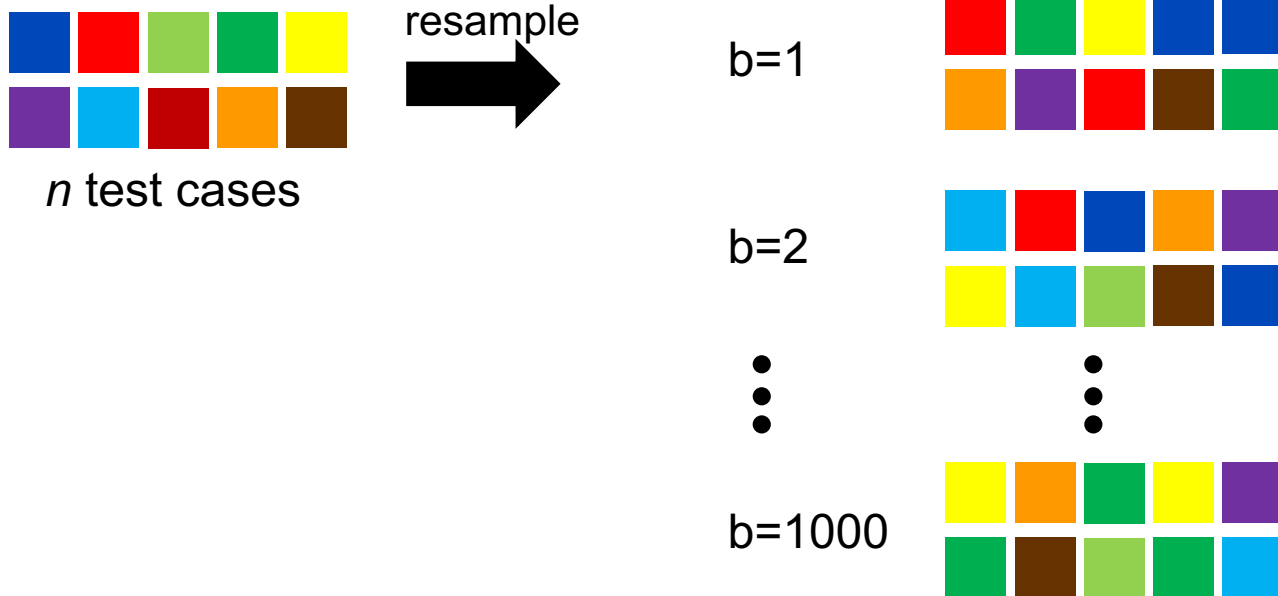 resample
b=1
n test cases
b=2
b=1000